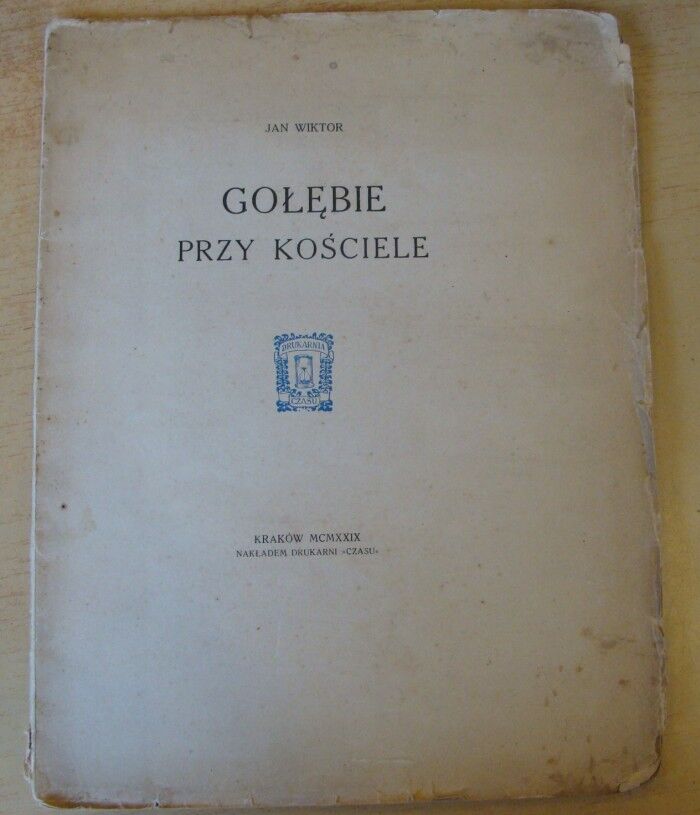 JAN WIKTOR
GOŁĘBIE
PRZY KOŚCIELE
DRUKARNIA
CZASU
KRAKÓW MCMXXIX
NAKŁADEM DRUKARNI «CZASU»